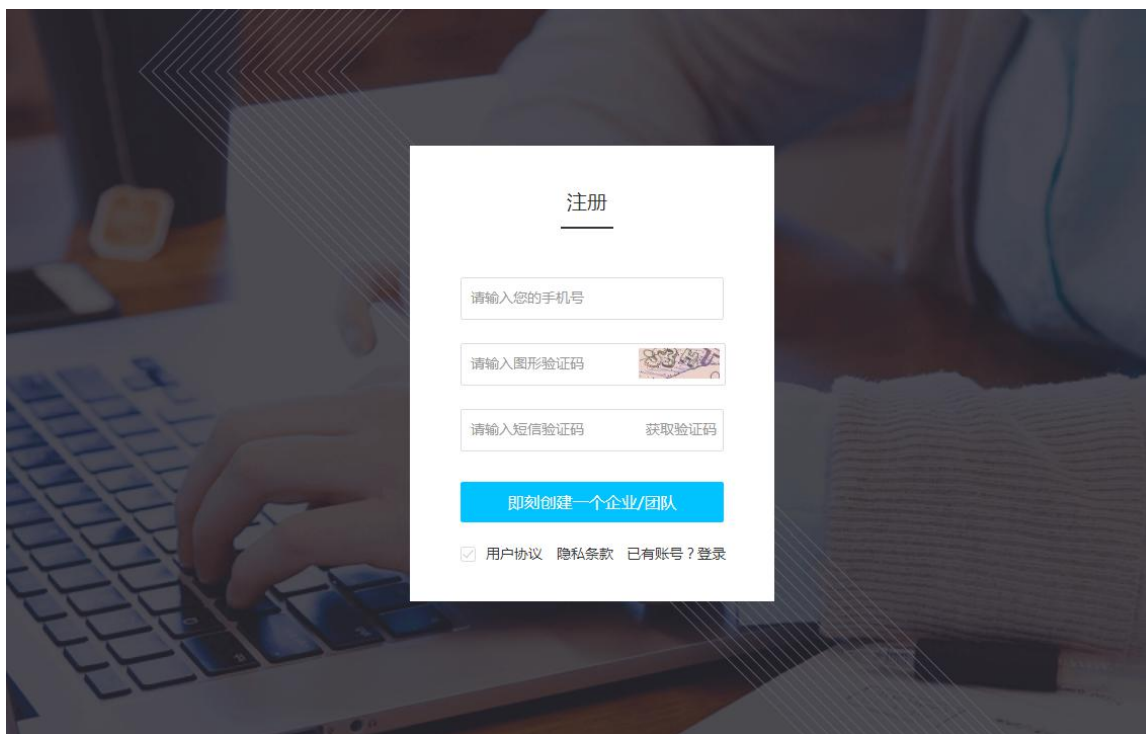 注册
请输入您的手机号
请输入图形验证码
请输入短信验证码 获取验证码
即刻创建一个企业/团队
用户协议 隐私条款 已有账号？登录